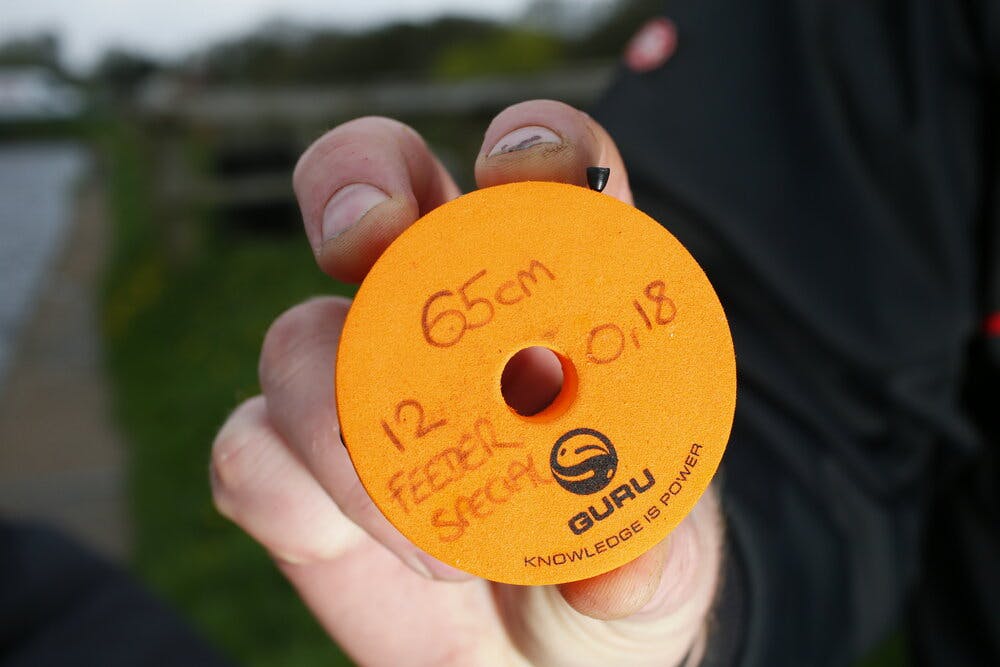 65cm
0,18
12
FEEDER
SPECIAL
GURU
KNOWLEDGE IS POWER